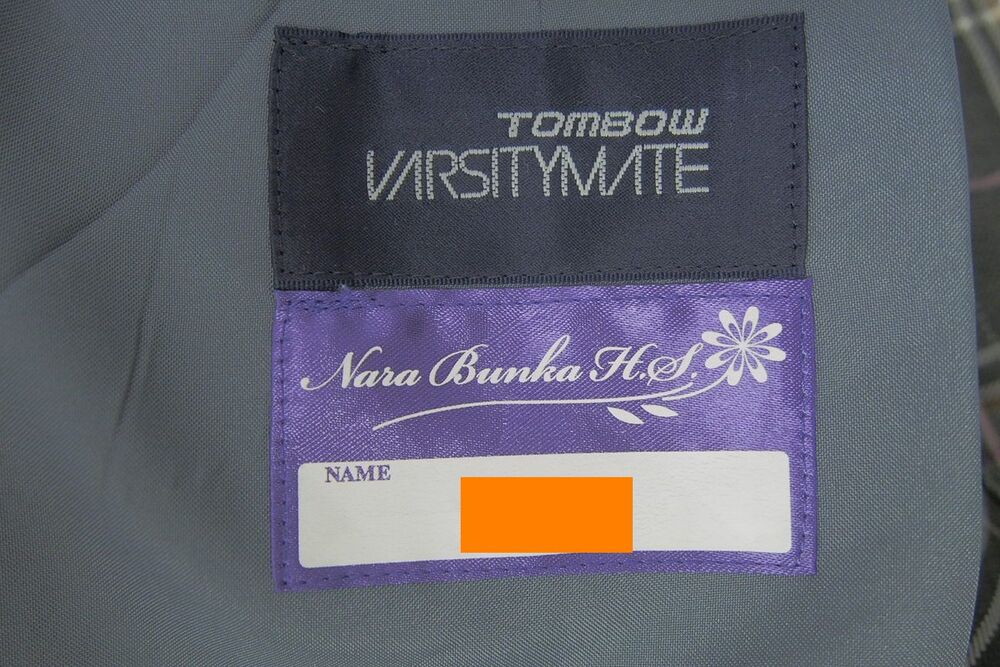 TOMBOW
VARSITYMATE
Nara Bunka H.S.
NAME